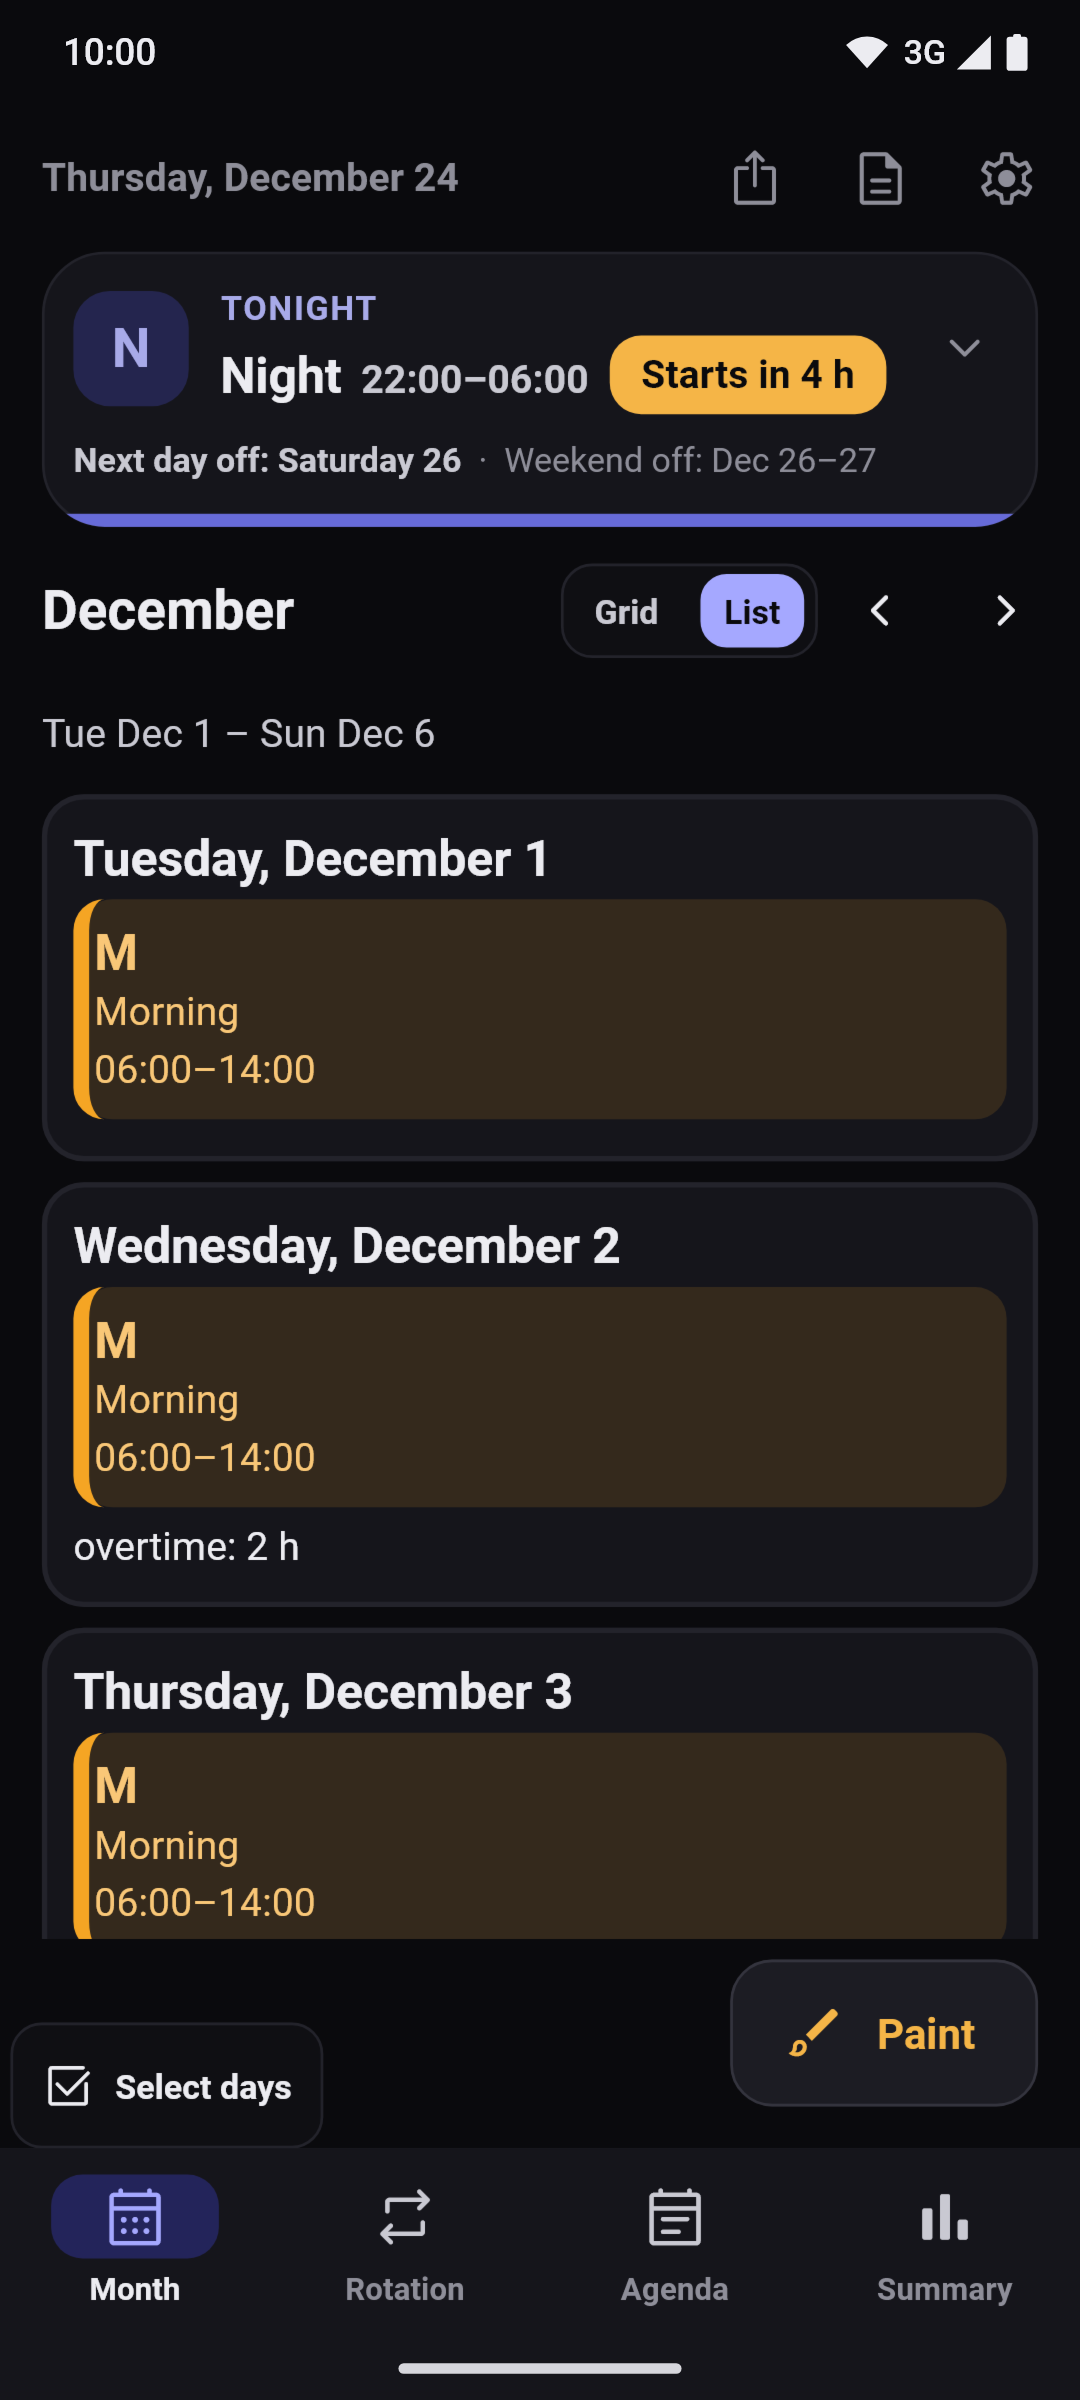 10:00
3G
Thursday, December 24
N
TONIGHT
Night 22:00–06:00
Starts in 4 h
Next day off: Saturday 26 · Weekend off: Dec 26–27
December
Grid
List
Tue Dec 1 – Sun Dec 6
Tuesday, December 1
M
Morning
06:00–14:00
Wednesday, December 2
M
Morning
06:00–14:00
overtime: 2 h
Thursday, December 3
M
Morning
06:00–14:00
Paint
Select days
Month
Rotation
Agenda
Summary